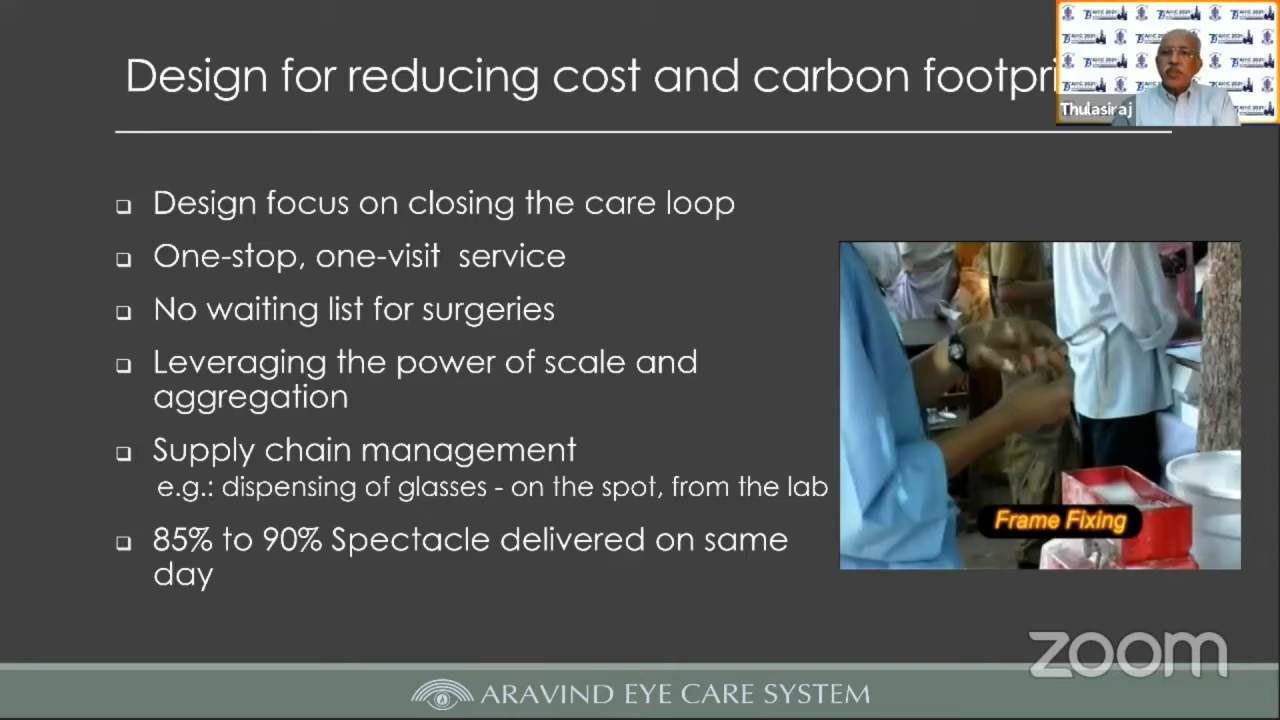 Design for reducing cost and carbon footpri
Thulasiraj
❑ Design focus on closing the care loop
❑ One-stop, one-visit service
❑ No waiting list for surgeries
❑ Leveraging the power of scale and
aggregation
❑ Supply chain management
e.g.: dispensing of glasses - on the spot, from the lab
❑ 85% to 90% Spectacle delivered on same
day
Frame Fixing
zoom
ARAVIND EYE CARE SYSTEM